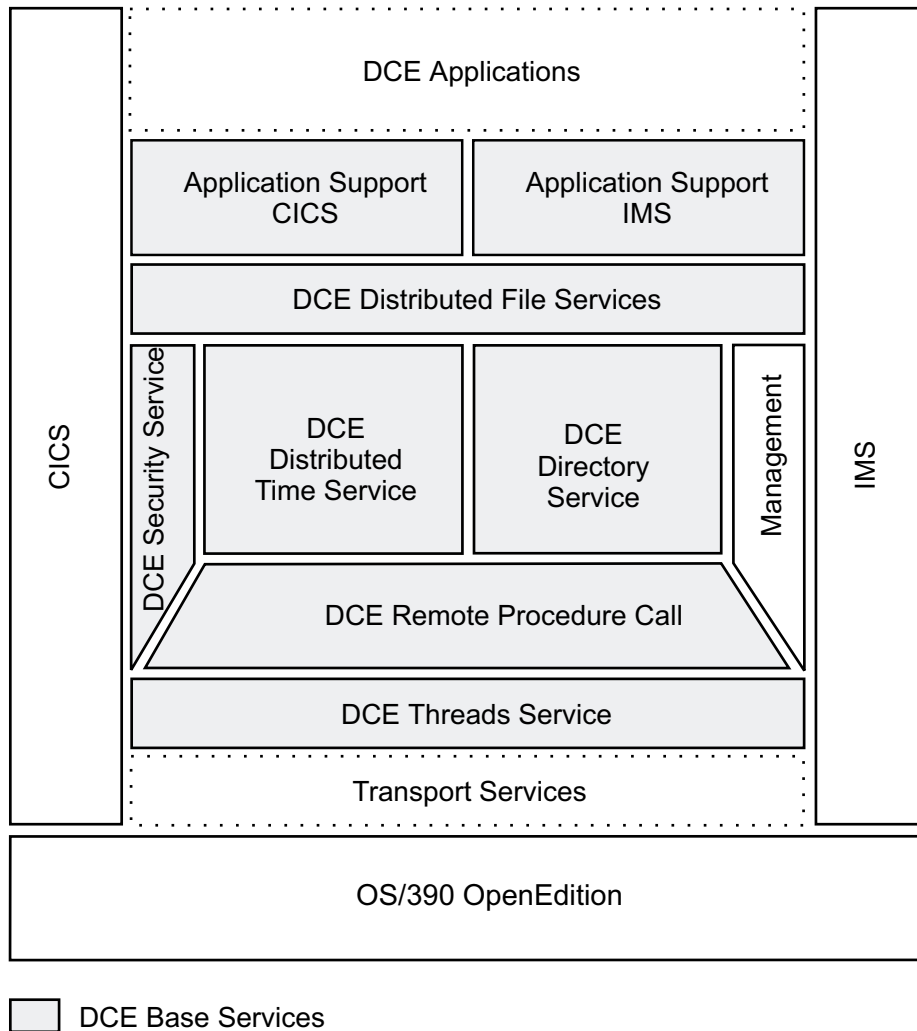 DCE Applications
Application Support
CICS
Application Support
IMS
DCE Distributed File Services
CICS
DCE Security Service
DCE
Distributed
Time Service
DCE
Directory
Service
Management
IMS
DCE Remote Procedure Call
DCE Threads Service
Transport Services
OS/390 OpenEdition
DCE Base Services